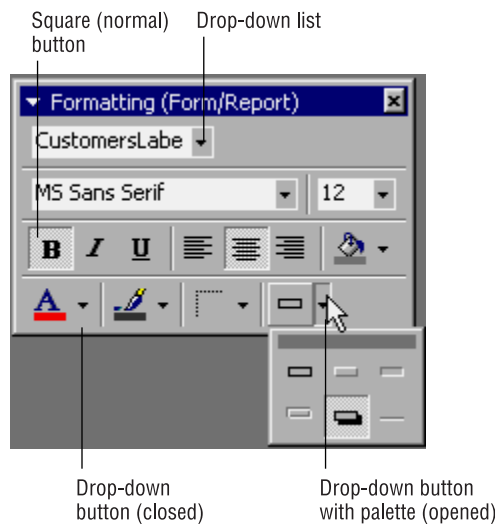 Square (normal)
button
Drop-down list
Formatting (Form/Report)
CustomersLabe
MS Sans Serif
12
B I U
A
Drop-down
button (closed)
Drop-down button
with palette (opened)